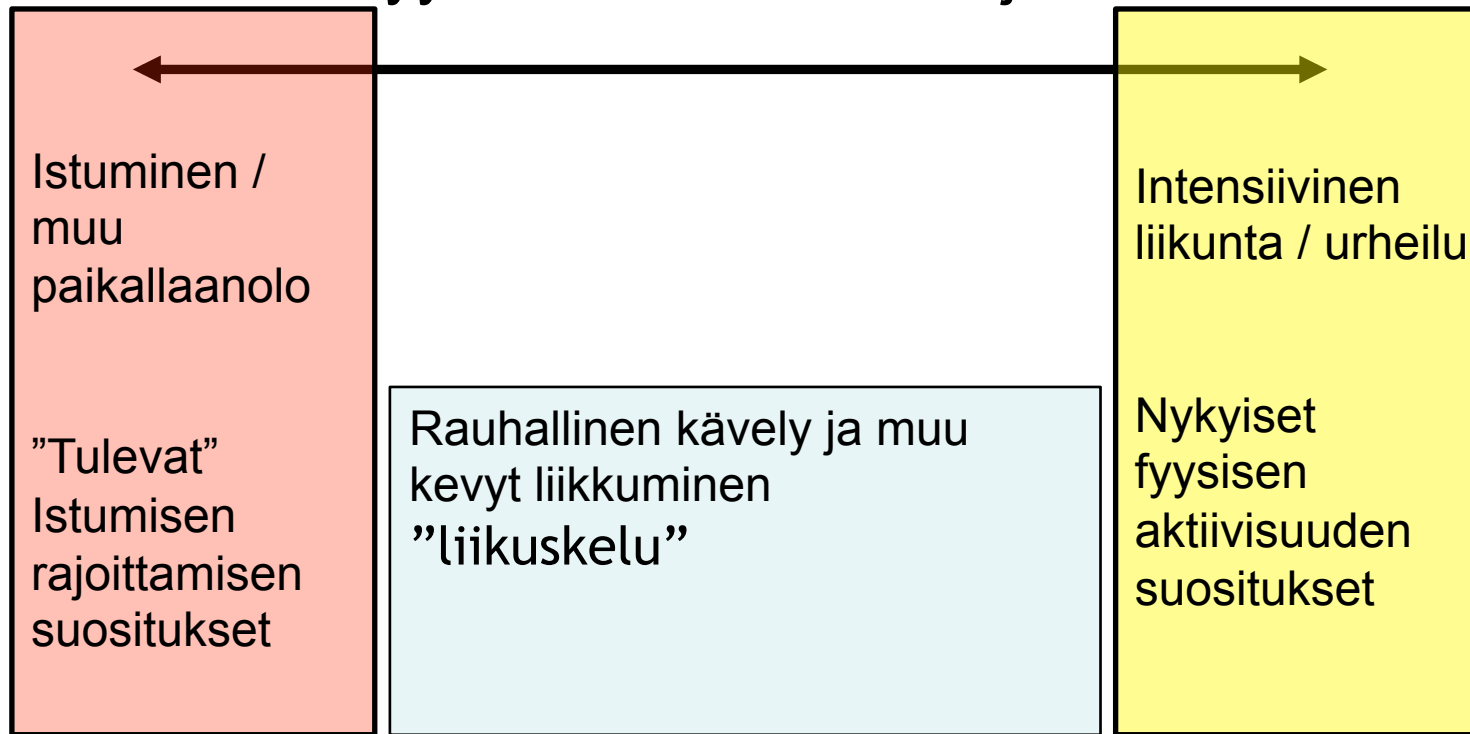 Istuminen /
muu
paikallaanolo
”Tulevat”
Istumisen
rajoittamisen
suositukset
Rauhallinen kävely ja muu
kevyt liikkuminen
”liikuskelu”
Intensiivinen
liikunta / urheilu
Nykyiset
fyysisen
aktiivisuuden
suositukset